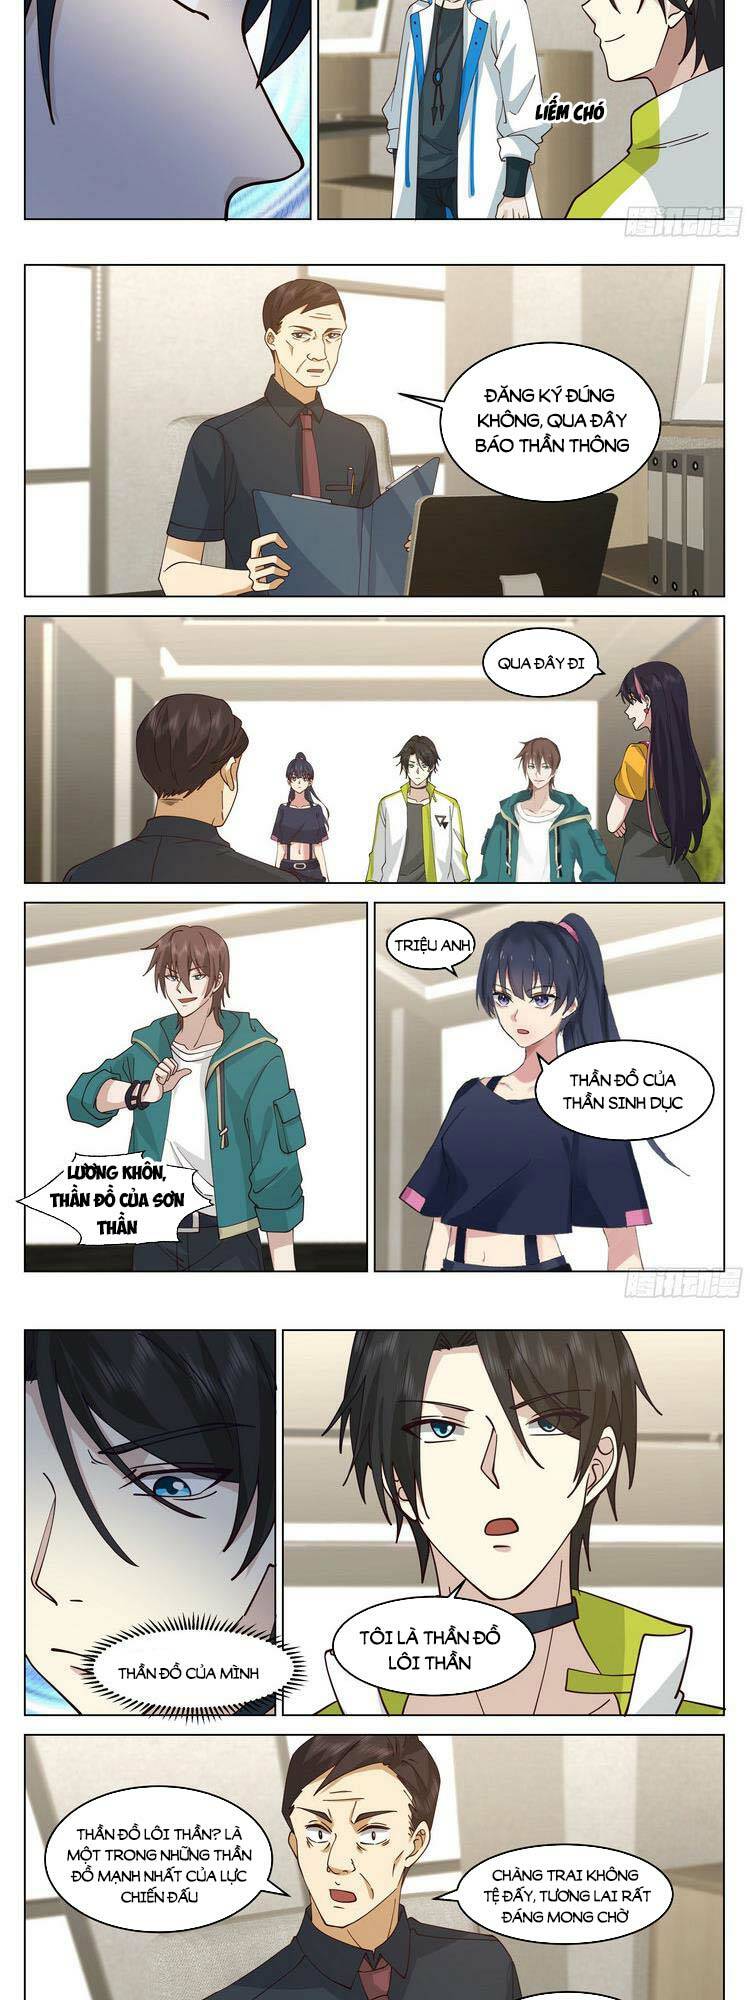 LIẾM CHÓ
ĐĂNG KÝ ĐÚNG
KHÔNG, QUA ĐÂY
BÁO THẦN THÔNG
QUA ĐÂY ĐI
LƯƠNG KHÔN,
THẦN ĐỒ CỦA SƠN
THẦN
TRIỆU ANH
THẦN ĐỒ CỦA
THẦN SINH DỤC
THẦN ĐỒ CỦA MÌNH
TÔI LÀ THẦN ĐỒ
LÔI THẦN
THẦN ĐỒ LÔI THẦN? LÀ
MỘT TRONG NHỮNG THẦN
ĐỒ MẠNH NHẤT CỦA LỰC
CHIẾN ĐẤU
CHÀNG TRAI KHÔNG
TỆ ĐẤY, TƯƠNG LAI RẤT
ĐÁNG MONG CHỜ